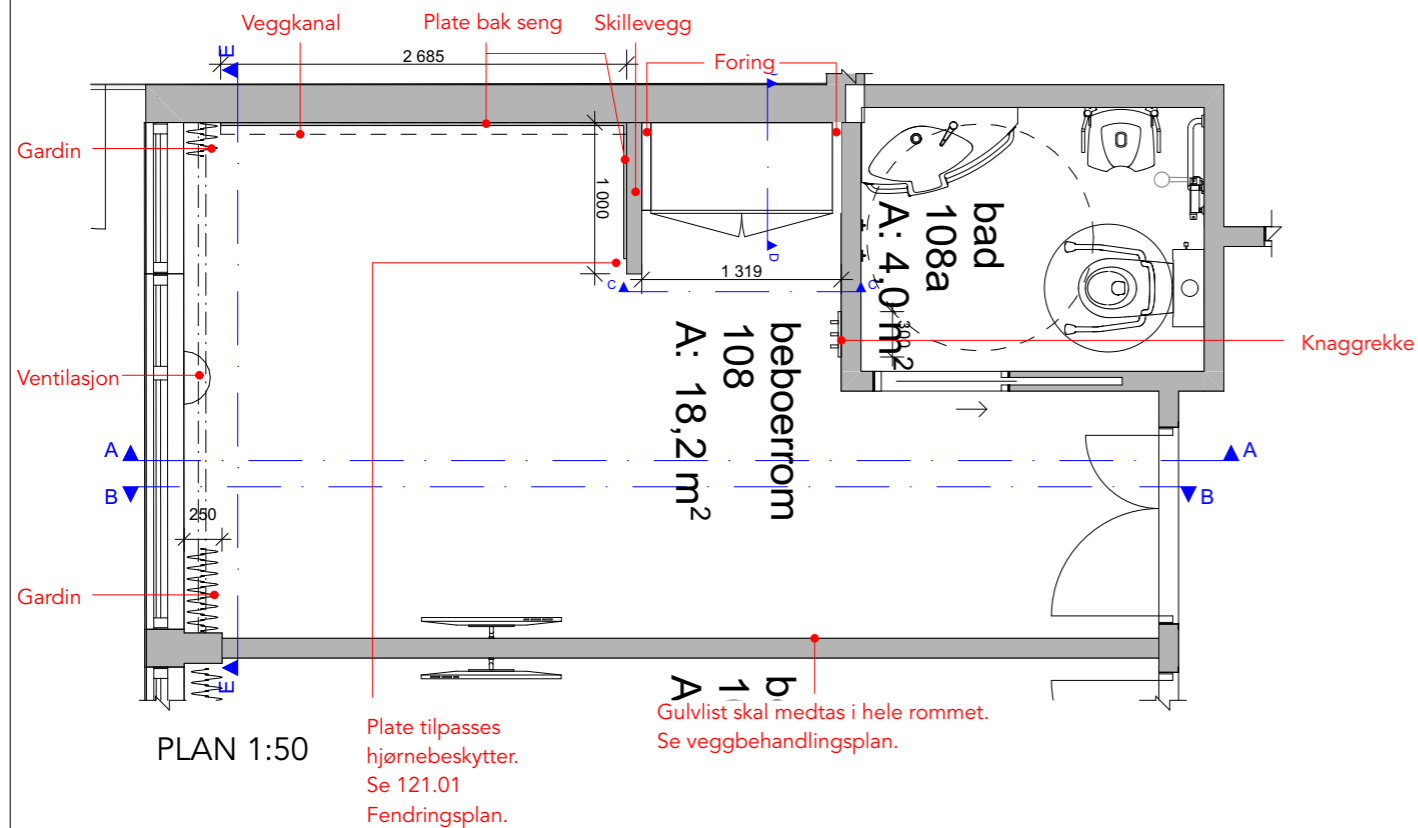 Veggkanal
Plate bak seng
Skillevegg
E
2 685
Foring
Gardin
1 000
D
C
C
1 319
bad
108a
A: 4,0 m²
300
Knaggrekke
Ventilasjon
beboerrom
108
A: 18,2 m²
A
A
B
B
250
Gardin
E
PLAN 1:50
Plate tilpasses
hjørnebeskytter.
Se 121.01
Fendringsplan.
Gulvlist skal medtas i hele rommet.
Se veggbehandlingsplan.